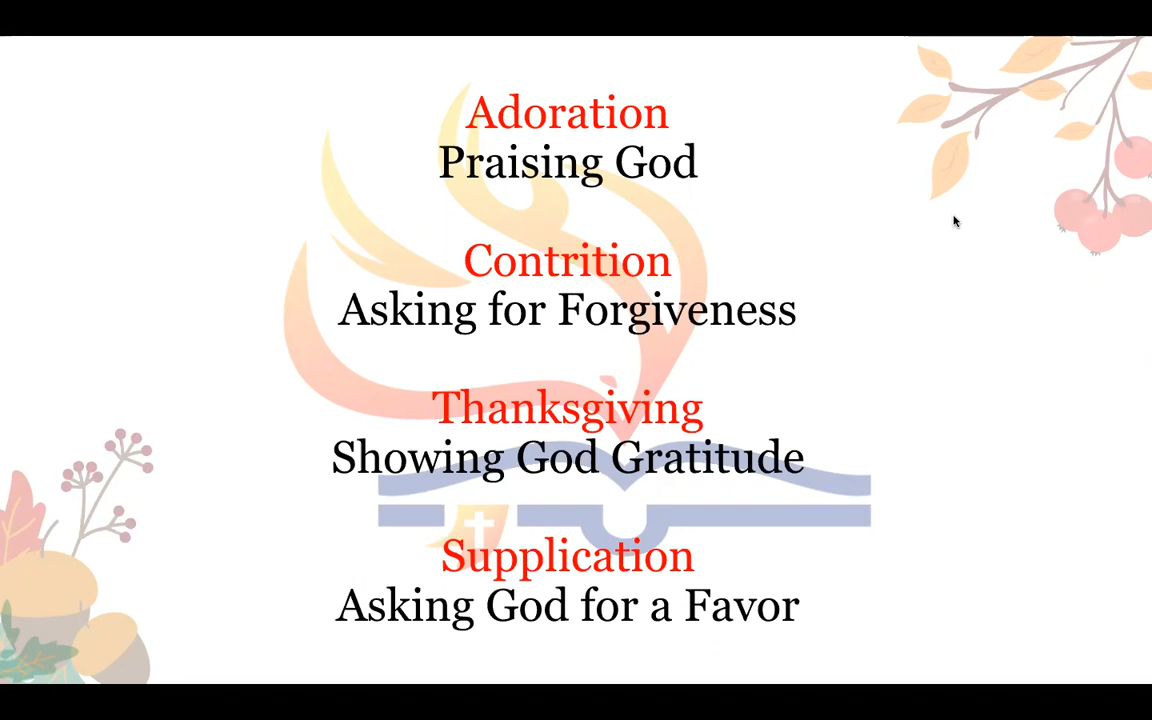 Adoration
Praising God
Contrition
Asking for Forgiveness
Thanksgiving
Showing God Gratitude
Supplication
Asking God for a Favor